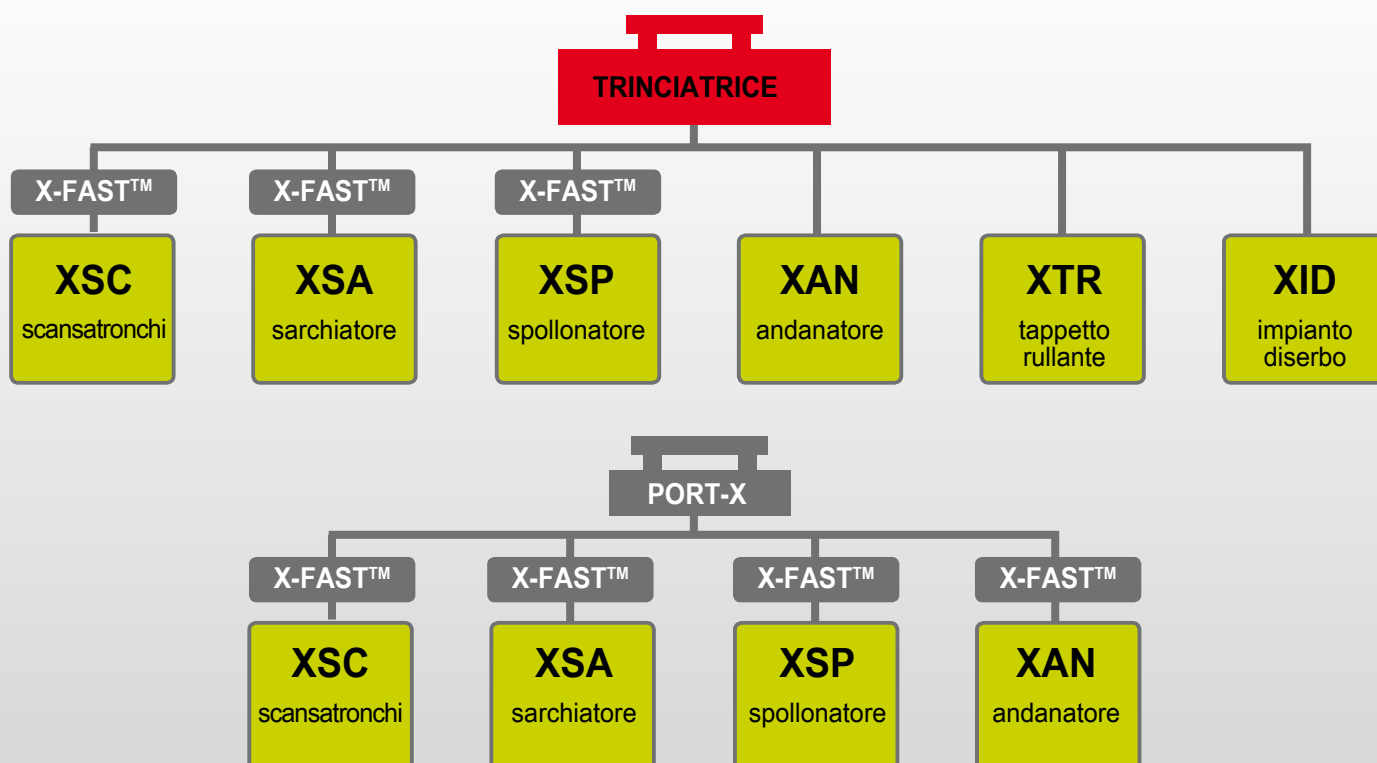 TRINCIATRICE
X-FAST™ X-FAST™ X-FAST™
XSC XSA XSP XAN XTR XID
scansatronchi sarchiatore spollonatore andanatore tappetto impianto
rullante diserbo
PORT-X
X-FAST™ X-FAST™ X-FAST™ X-FAST™
XSC XSA XSP XAN
scansatronchi sarchiatore spollonatore andanatore